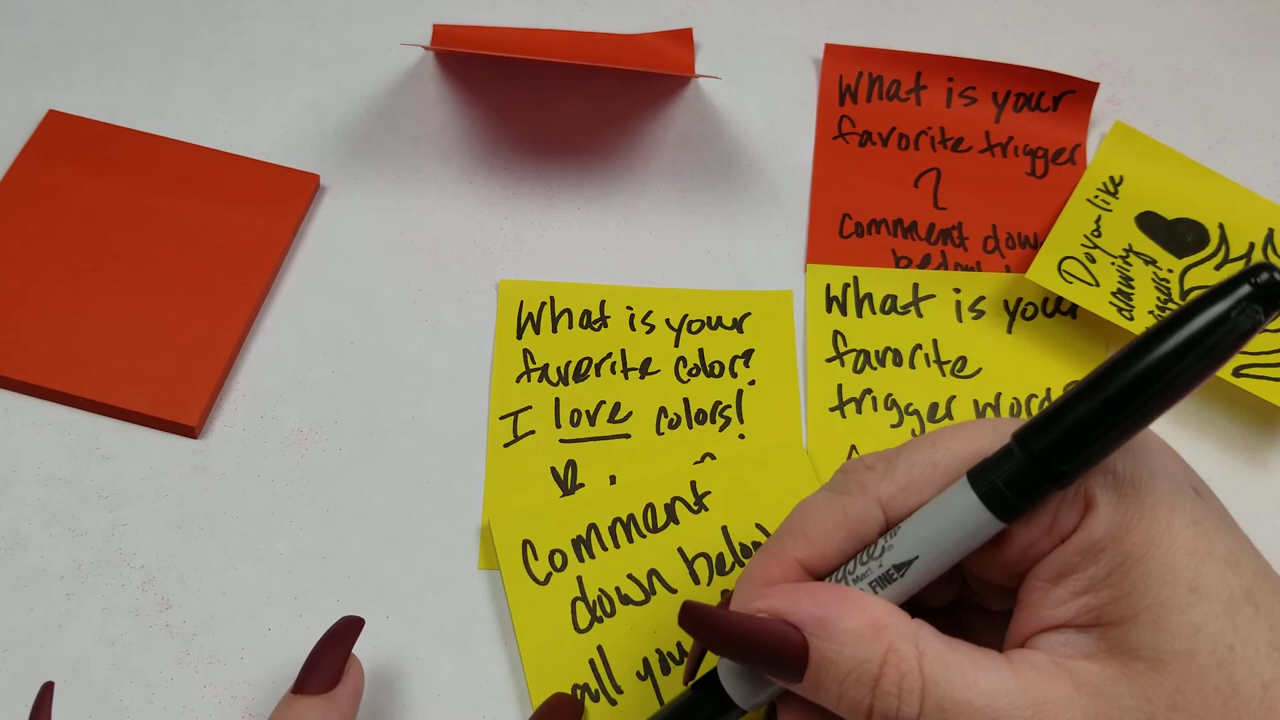 What is your
favorite trigger
?
Comment down
below!
Do you like
drawing
What is your
favorite color?
I love colors!
What is your
favorite
trigger words?
Comment
down below
all you
FINE